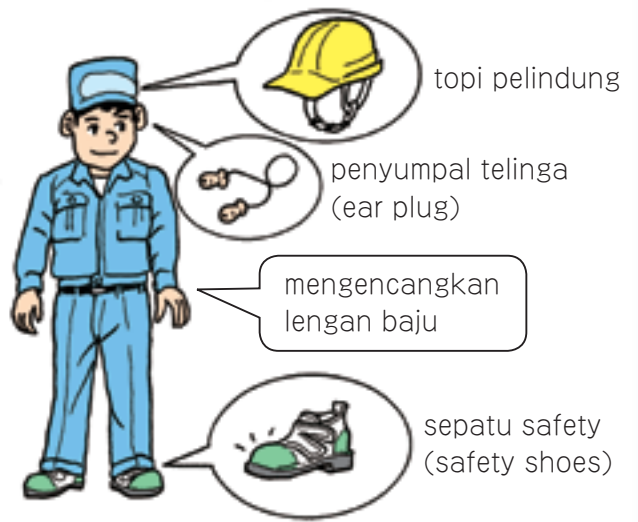 topi pelindung
penyumpal telinga
(ear plug)
mengencangkan
lengan baju
sepatu safety
(safety shoes)